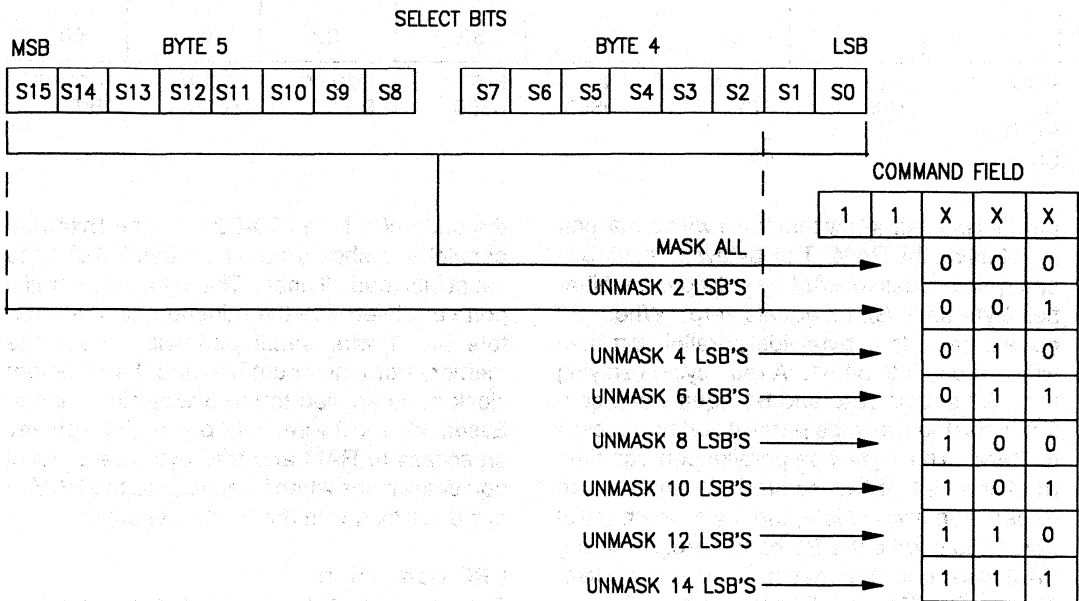 SELECT BITS
MSB BYTE 5 BYTE 4 LSB
S15 S14 S13 S12 S11 S10 S9 S8 S7 S6 S5 S4 S3 S2 S1 S0
COMMAND FIELD
1 1 X X X
MASK ALL 0 0 0
UNMASK 2 LSB'S 0 0 1
UNMASK 4 LSB'S 0 1 0
UNMASK 6 LSB'S 0 1 1
UNMASK 8 LSB'S 1 0 0
UNMASK 10 LSB'S 1 0 1
UNMASK 12 LSB'S 1 1 0
UNMASK 14 LSB'S 1 1 1